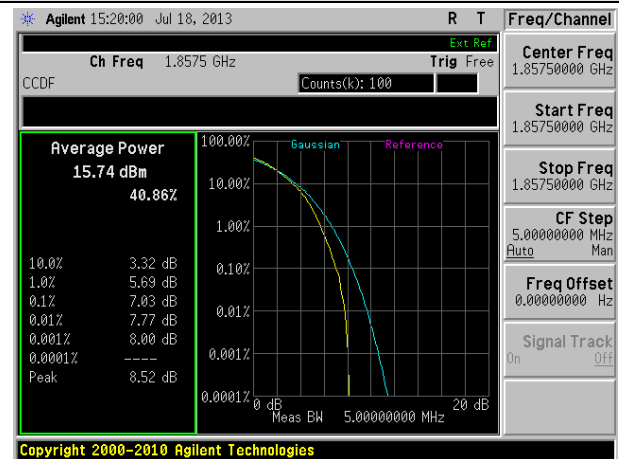 Agilent 15:20:00 Jul 18, 2013 R T
Freq/Channel
Ext Ref
Ch Freq 1.8575 GHz Trig Free
CCDF Counts(k): 100
Average Power
15.74 dBm
40.86%
10.0% 3.32 dB
1.0% 5.69 dB
0.1% 7.03 dB
0.01% 7.77 dB
0.001% 8.00 dB
0.0001% ----
Peak 8.52 dB
100.00%
Gaussian Reference
10.00%
1.00%
0.10%
0.01%
0.001%
0.0001%
0 dB 20 dB
Meas BW 5.00000000 MHz
Center Freq
1.85750000 GHz
Start Freq
1.85750000 GHz
Stop Freq
1.85750000 GHz
CF Step
5.00000000 MHz
Auto Man
Freq Offset
0.00000000 Hz
Signal Track
On Off
Copyright 2000-2010 Agilent Technologies